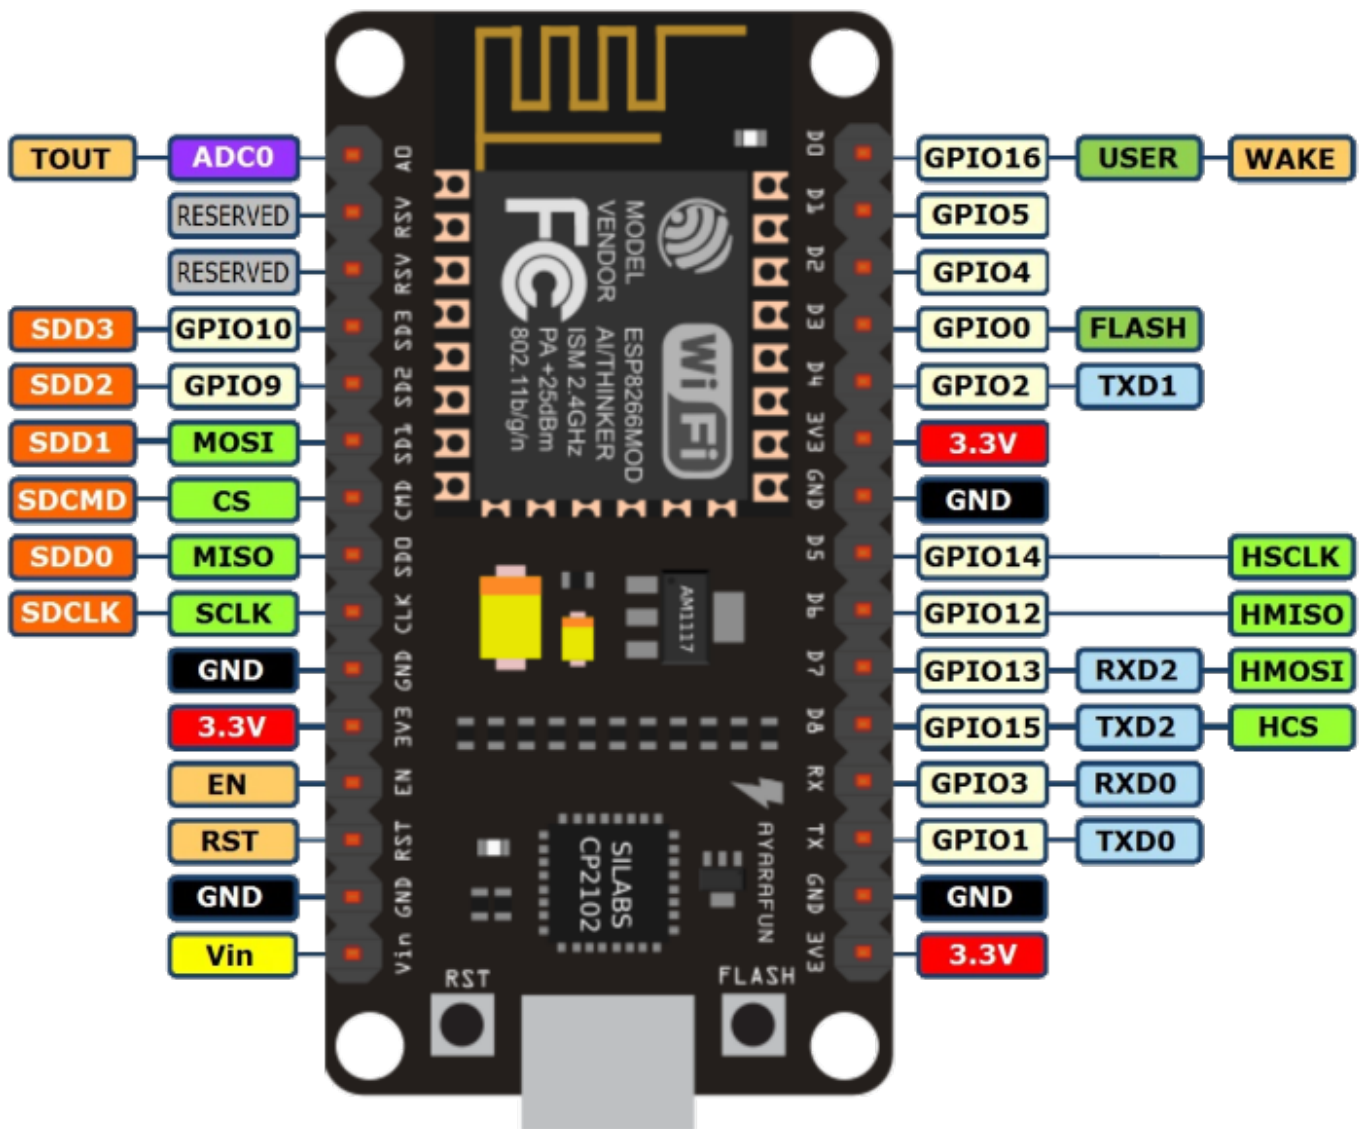 TOUT ADC0 A0 D0 GPIO16 USER WAKE
RESERVED RSV D1 GPIO5
RESERVED RSV D2 GPIO4
SDD3 GPIO10 SD3 D3 GPIO0 FLASH
SDD2 GPIO9 SD2 D4 GPIO2 TXD1
SDD1 MOSI SD1 3V3 3.3V
SDCMD CS CMD GND GND
SDD0 MISO SD0 D5 GPIO14 HSCLK
SDCLK SCLK CLK D6 GPIO12 HMISO
GND GND D7 GPIO13 RXD2 HMOSI
3.3V 3V3 D8 GPIO15 TXD2 HCS
EN EN RX GPIO3 RXD0
RST RST TX GPIO1 TXD0
GND GND GND GND
Vin Vin 3V3 3.3V
MODEL ESP8266MOD
VENDOR AI/THINKER
ISM 2.4GHz
PA +25dBm
802.11b/g/n
FC
WiFi
AM1117
SILABS
CP2102
AYARAFUN
RST
FLASH